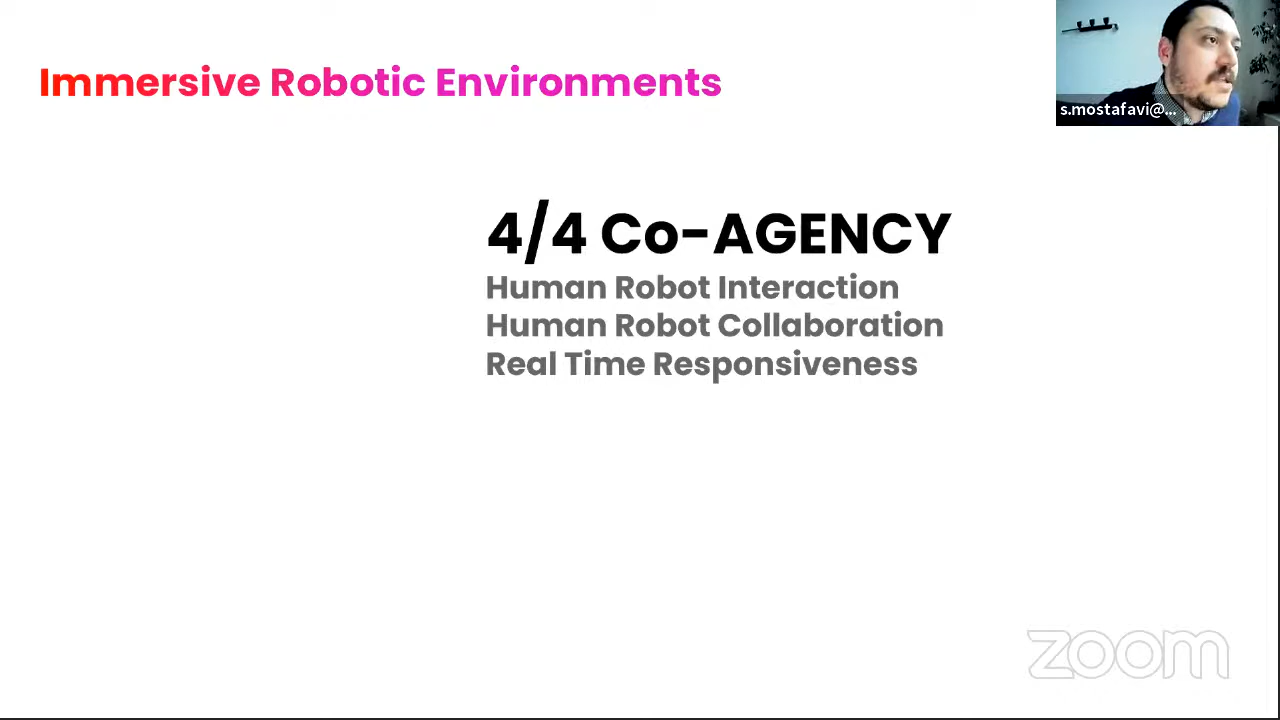 Immersive Robotic Environments
s.mostafavi@...
4/4 Co-AGENCY
Human Robot Interaction
Human Robot Collaboration
Real Time Responsiveness
zoom